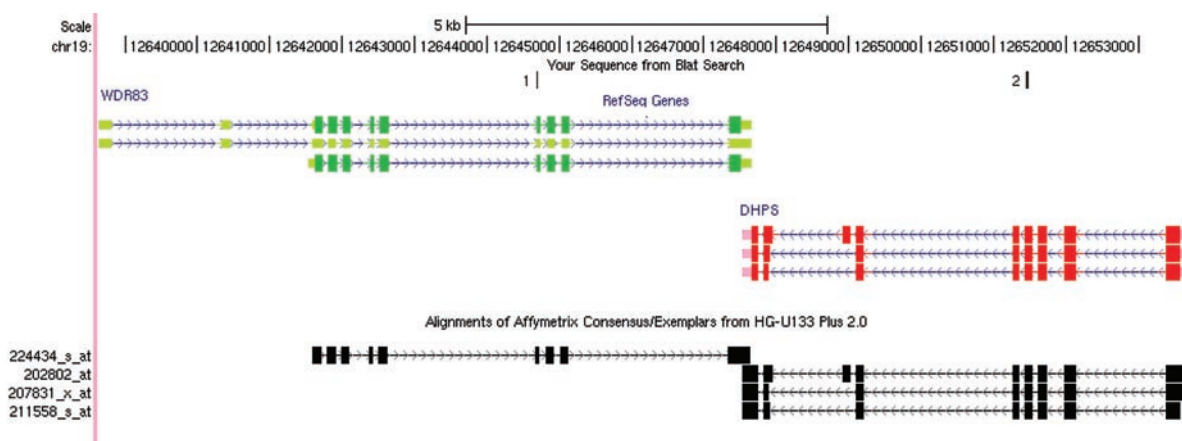 Scale 5 kb
chr19: 12640000 12641000 12642000 12643000 12644000 12645000 12646000 12647000 12648000 12649000 12650000 12651000 12652000 12653000
Your Sequence from Blat Search
1 2
WDR83 RefSeq Genes
DHPS
Alignments of Affymetrix Consensus/Exemplars from HG-U133 Plus 2.0
224434_s_at
202802_at
207831_x_at
211558_s_at